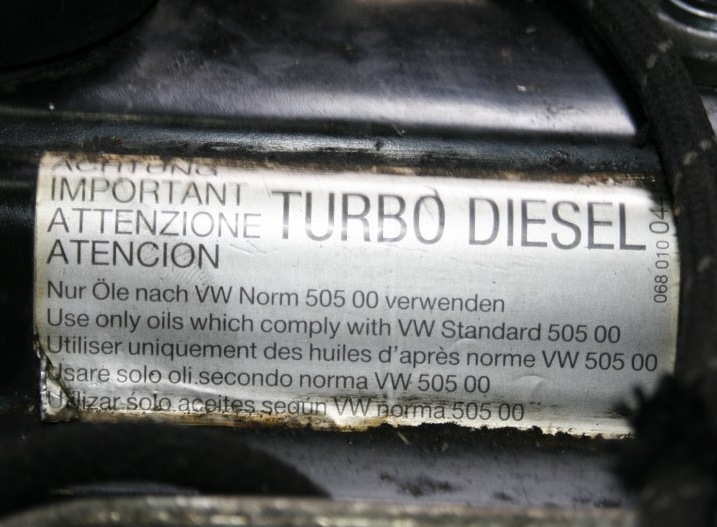 ACHTUNG
IMPORTANT
ATTENZIONE
ATENCION
TURBO DIESEL
Nur Öle nach VW Norm 505 00 verwenden
Use only oils which comply with VW Standard 505 00
Utiliser uniquement des huiles d'après norme VW 505 00
Usare solo oli secondo norma VW 505 00
Utilizar solo aceites segun VW norma 505 00
068 010 04